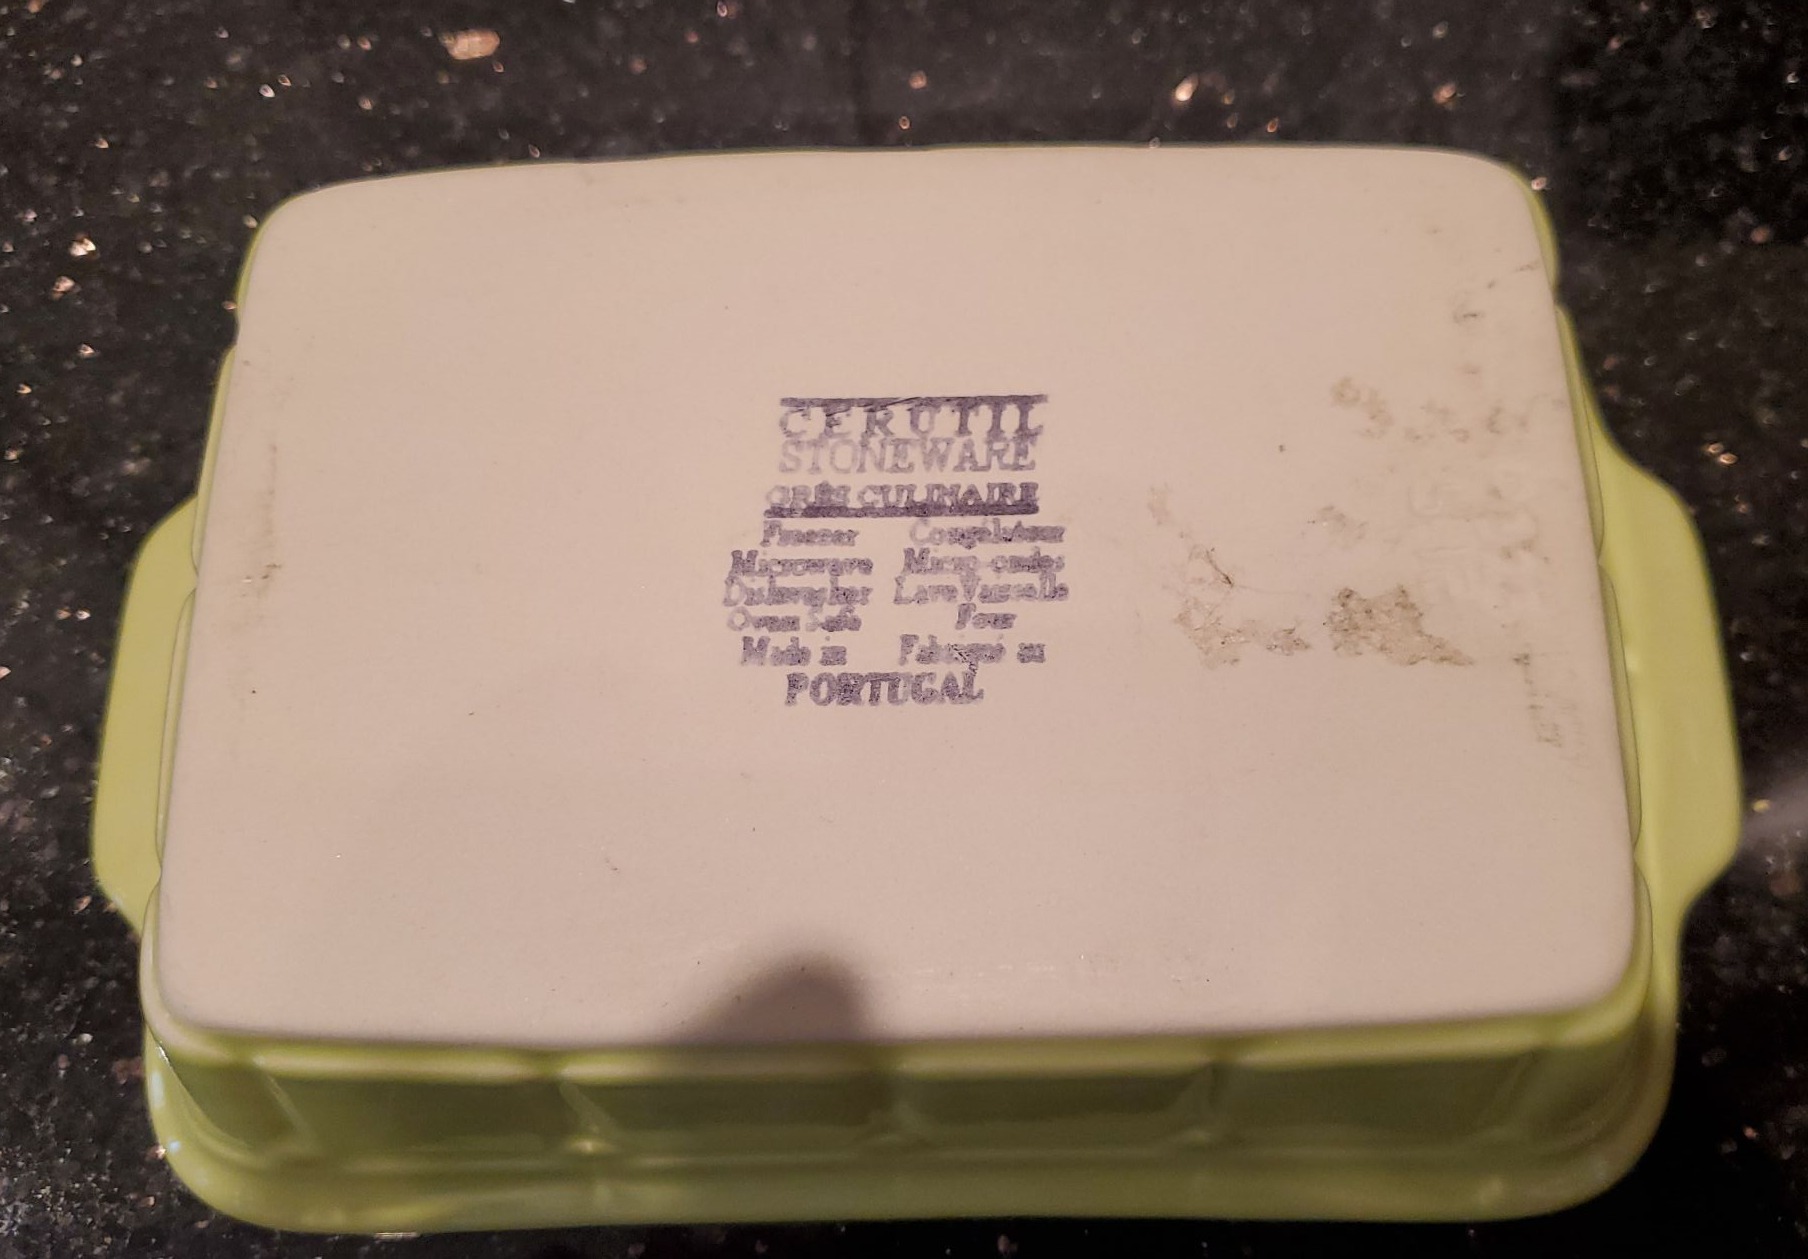 CERUTIL
STONEWARE
GRÈS CULINAIRE
Freezer Congélateur
Microwave Micro-ondes
Dishwasher Lave Vaisselle
Oven Safe Four
Made in Fabriqué au
PORTUGAL